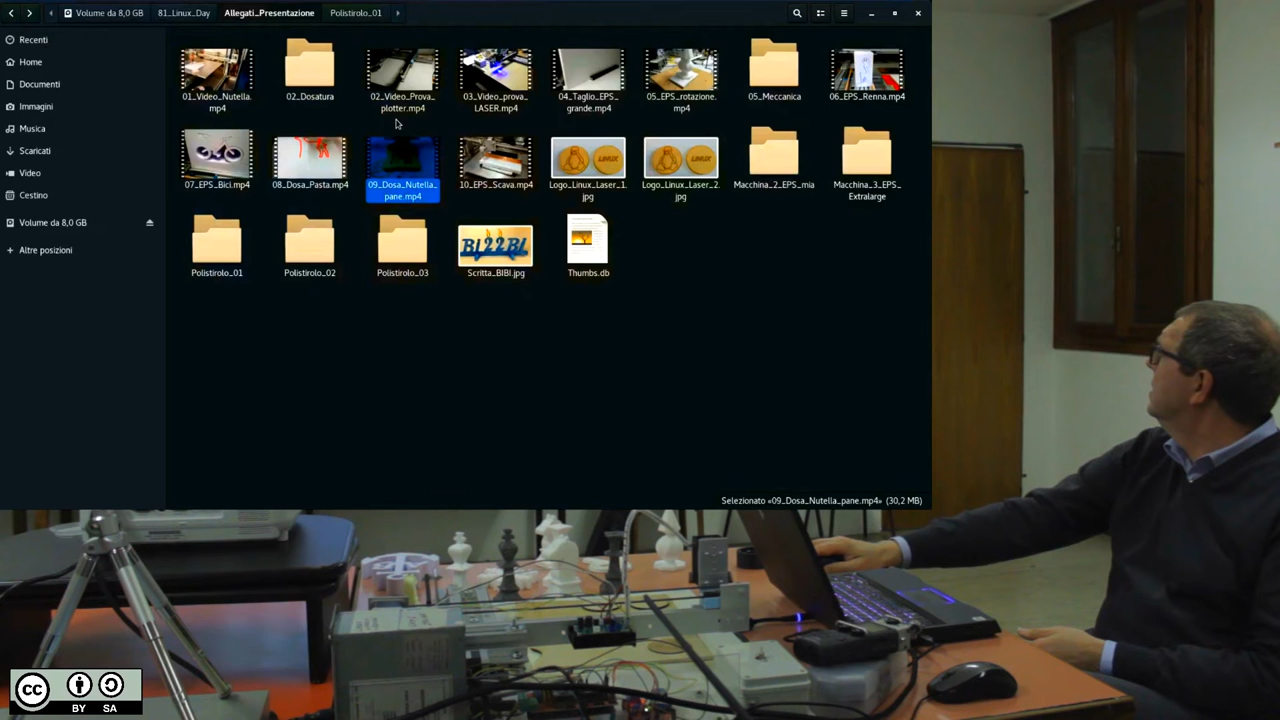 Volume da 8,0 GB
81_Linux_Day
Allegati_Presentazione
Polistirolo_01
Recenti
Home
Documenti
Immagini
Musica
Scaricati
Video
Cestino
Volume da 8,0 GB
Altre posizioni
01_Video_Nutella.
mp4
02_Dosatura
02_Video_Prova_
plotter.mp4
03_Video_prova_
LASER.mp4
04_Taglio_EPS_
grande.mp4
05_EPS_rotazione.
mp4
05_Meccanica
06_EPS_Renna.mp4
07_EPS_Bici.mp4
08_Dosa_Pasta.mp4
09_Dosa_Nutella_
pane.mp4
10_EPS_Scava.mp4
LINUX
Logo_Linux_Laser_1.
jpg
LINUX
Logo_Linux_Laser_2.
jpg
Macchina_2_EPS_mia
Macchina_3_EPS_
Extralarge
Polistirolo_01
Polistirolo_02
Polistirolo_03
Scritta_BIBI.jpg
Thumbs.db
Selezionato «09_Dosa_Nutella_pane.mp4» (30,2 MB)
cc
BY SA